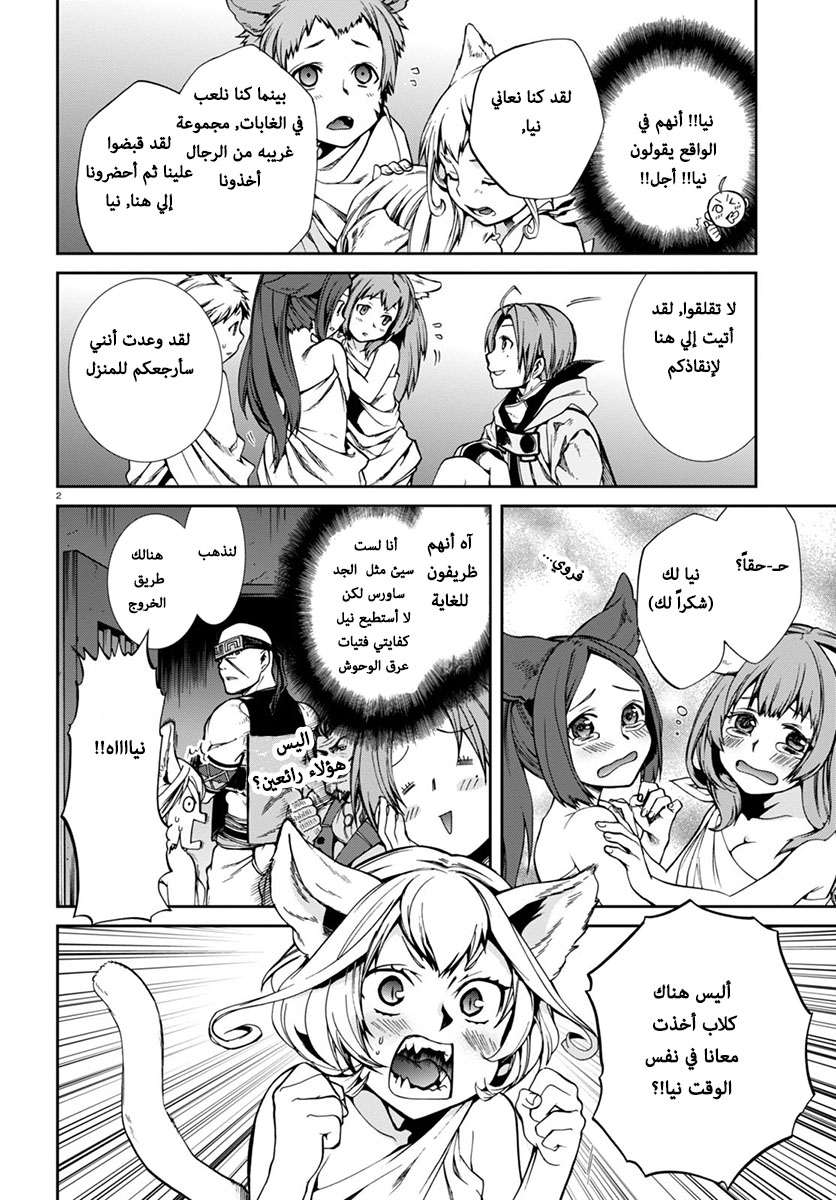 نيا!! أنهم في
الواقع يقولون
نيا!! أجل!!
لقد كنا نعاني
نيا,
بينما كنا نلعب
في الغابات, مجموعة
غريبه من الرجال
أخذونا
لقد قبضوا
علينا ثم أحضرونا
إلي هنا, نيا
لا تقلقوا, لقد
أتيت إلي هنا
لإنقاذكم
لقد وعدت أنني
سأرجعكم للمنزل
2
حـ-حقاً؟
نيا لك
(شكراً لك)
فروي...
آه أنهم
ظريفون
للغاية
أنا لست
سيئ مثل الجد
ساورس لكن
لا أستطيع نيل
كفايتي فتيات
عرق الوحوش
اليس
هؤلاء رائعين؟
لنذهب
هنالك
طريق
الخروج
نياااااه!!
أليس هناك
كلاب أخذت
معانا في نفس
الوقت نيا!؟